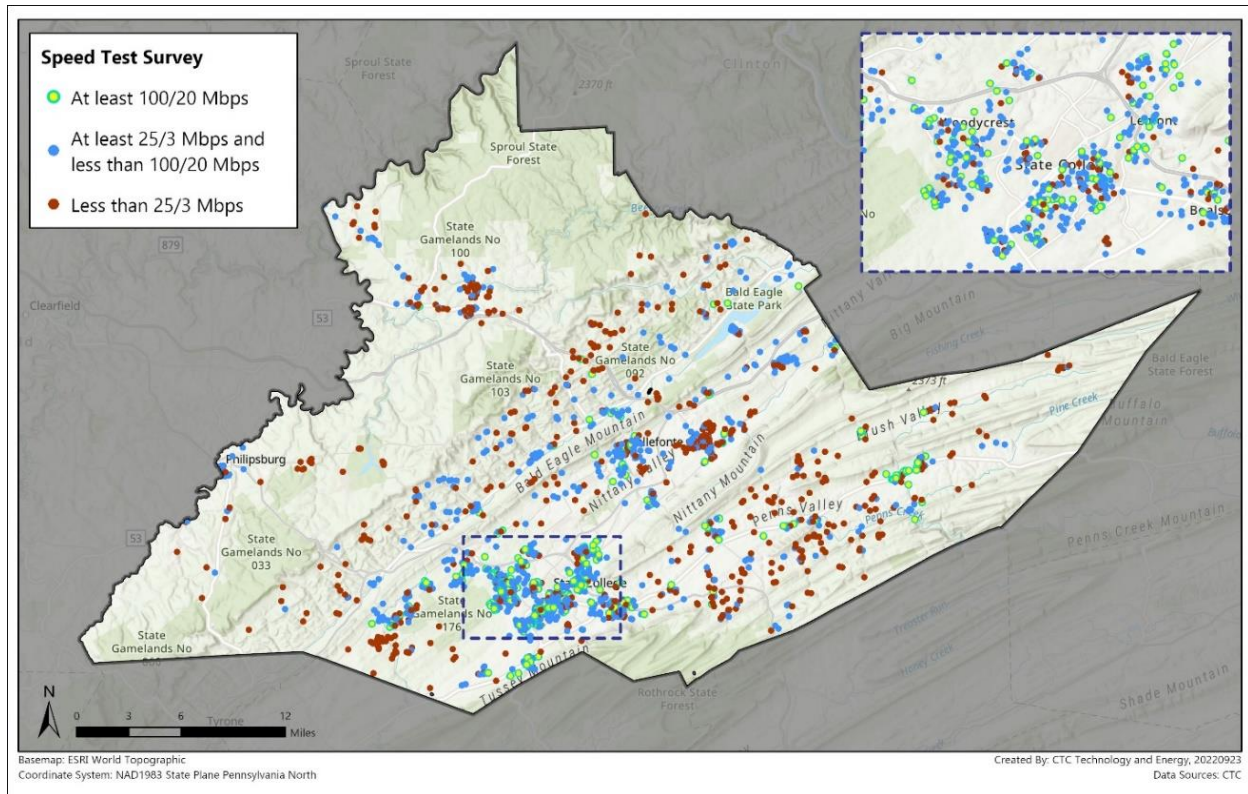 Speed Test Survey
At least 100/20 Mbps
At least 25/3 Mbps and
less than 100/20 Mbps
Less than 25/3 Mbps
Sproul State
Forest
Clinton
2370 ft
Sproul State
Forest
879
State
Gamelands No
100
Clearfield
53
Bald Eagle
State Park
Nittany Valley
Big Mountain
Fishing Creek
State
Gamelands No
092
State
Gamelands No
103
2373 ft
Bald Eagle
State Forest
Pine Creek
Buffalo
Mountain
Philipsburg
Bald Eagle Mountain
Nittany Valley
Nittany Mountain
Penns Valley
Penns Creek
Penns Creek Mountain
53
State
Gamelands No
033
State College
State
Gamelands No
176
State
Gamelands No
Tussey Mountain
Rothrock State
Forest
Honey Creek
Shade Mountain
Tyrone
Woodycrest
Lemont
State
No
N
0 3 6 12
Miles
Basemap: ESRI World Topographic
Coordinate System: NAD1983 State Plane Pennsylvania North
Created By: CTC Technology and Energy, 20220923
Data Sources: CTC